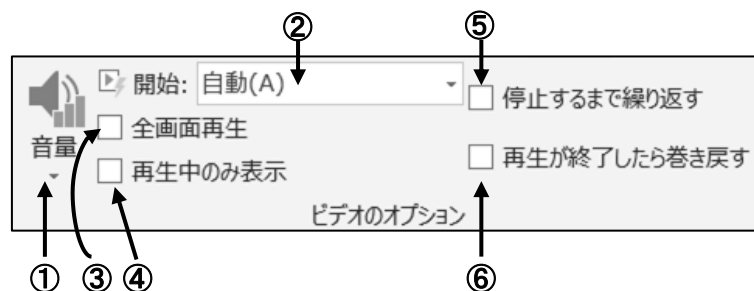 ② ⑤
開始: 自動(A)
停止するまで繰り返す
全画面再生
音量
再生が終了したら巻き戻す
再生中のみ表示
ビデオのオプション
① ③ ④ ⑥